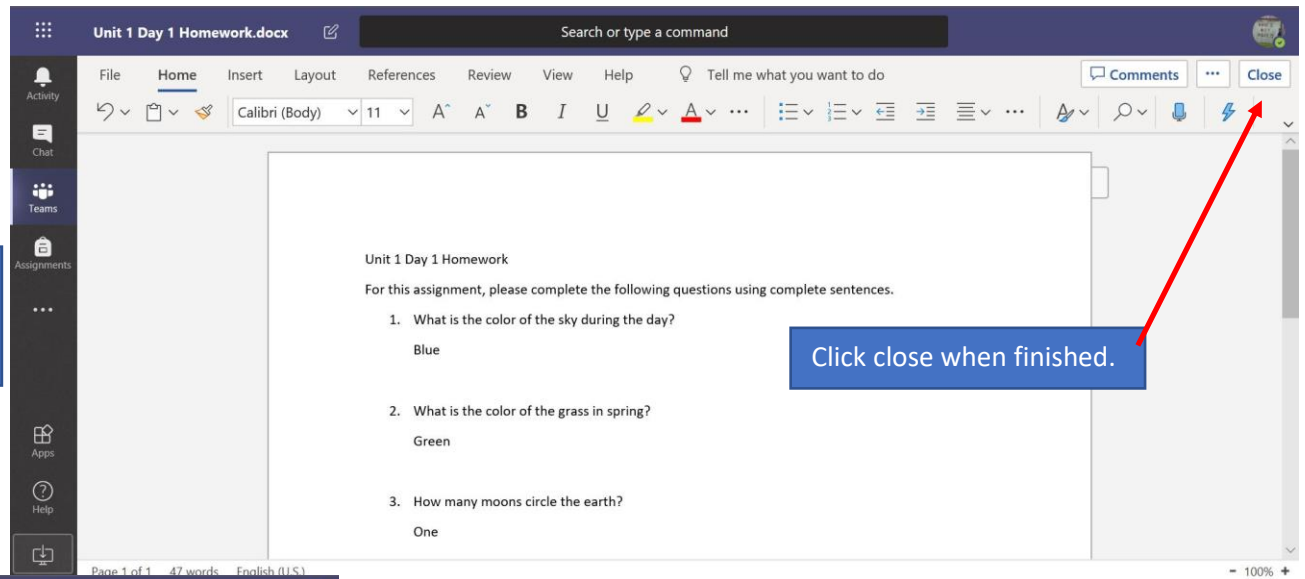 Unit 1 Day 1 Homework.docx
Search or type a command
Activity
Chat
Teams
Assignments
Apps
Help
File Home Insert Layout References Review View Help Tell me what you want to do Comments Close
Calibri (Body) 11 A A B I U A
Unit 1 Day 1 Homework
For this assignment, please complete the following questions using complete sentences.
1. What is the color of the sky during the day?
Blue
Click close when finished.
2. What is the color of the grass in spring?
Green
3. How many moons circle the earth?
One
Page 1 of 1 47 words English (U.S.) - 100% +